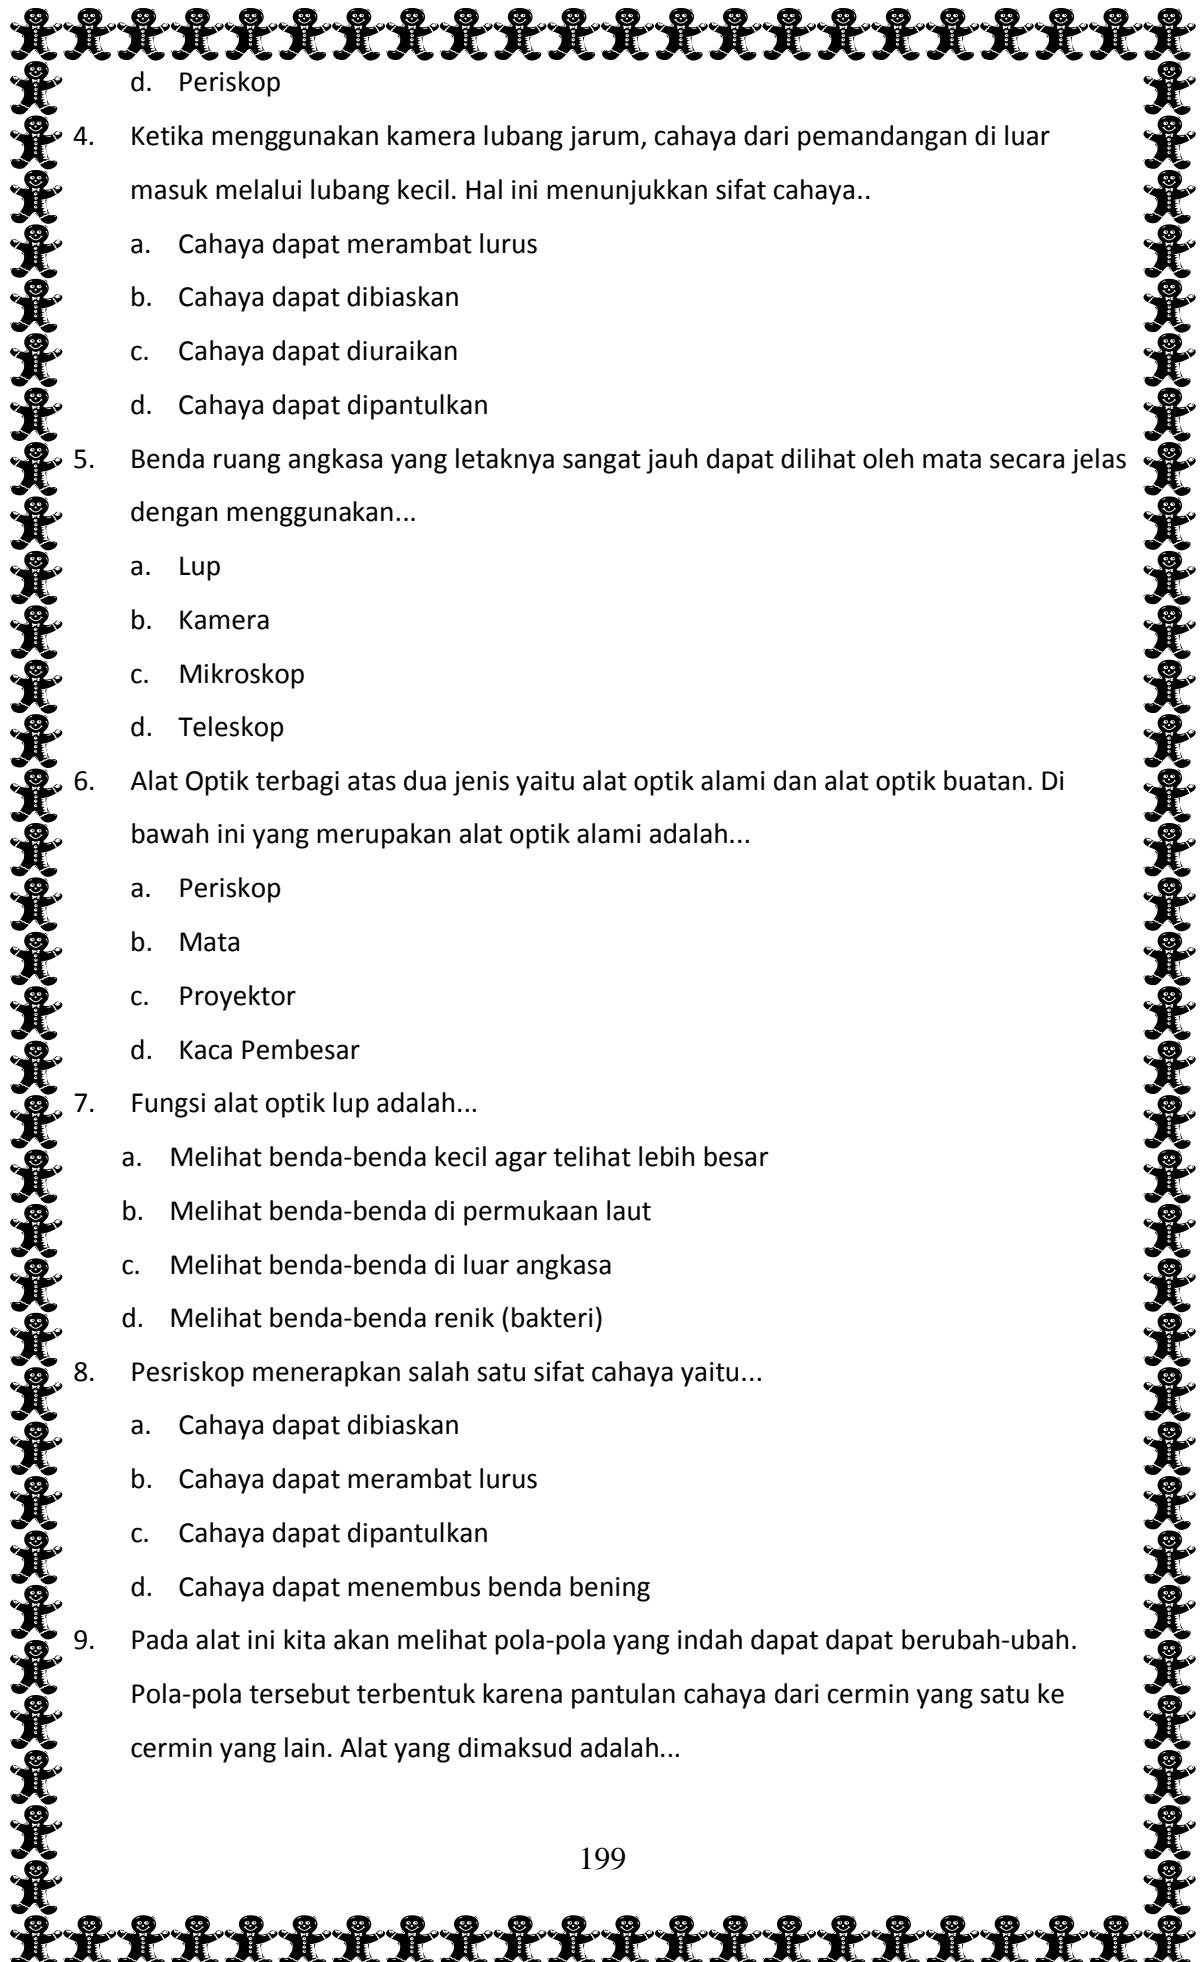 d. Periskop
4. Ketika menggunakan kamera lubang jarum, cahaya dari pemandangan di luar
masuk melalui lubang kecil. Hal ini menunjukkan sifat cahaya..
a. Cahaya dapat merambat lurus
b. Cahaya dapat dibiaskan
c. Cahaya dapat diuraikan
d. Cahaya dapat dipantulkan
5. Benda ruang angkasa yang letaknya sangat jauh dapat dilihat oleh mata secara jelas
dengan menggunakan...
a. Lup
b. Kamera
c. Mikroskop
d. Teleskop
6. Alat Optik terbagi atas dua jenis yaitu alat optik alami dan alat optik buatan. Di
bawah ini yang merupakan alat optik alami adalah...
a. Periskop
b. Mata
c. Proyektor
d. Kaca Pembesar
7. Fungsi alat optik lup adalah...
a. Melihat benda-benda kecil agar telihat lebih besar
b. Melihat benda-benda di permukaan laut
c. Melihat benda-benda di luar angkasa
d. Melihat benda-benda renik (bakteri)
8. Pesriskop menerapkan salah satu sifat cahaya yaitu...
a. Cahaya dapat dibiaskan
b. Cahaya dapat merambat lurus
c. Cahaya dapat dipantulkan
d. Cahaya dapat menembus benda bening
9. Pada alat ini kita akan melihat pola-pola yang indah dapat dapat berubah-ubah.
Pola-pola tersebut terbentuk karena pantulan cahaya dari cermin yang satu ke
cermin yang lain. Alat yang dimaksud adalah...
199